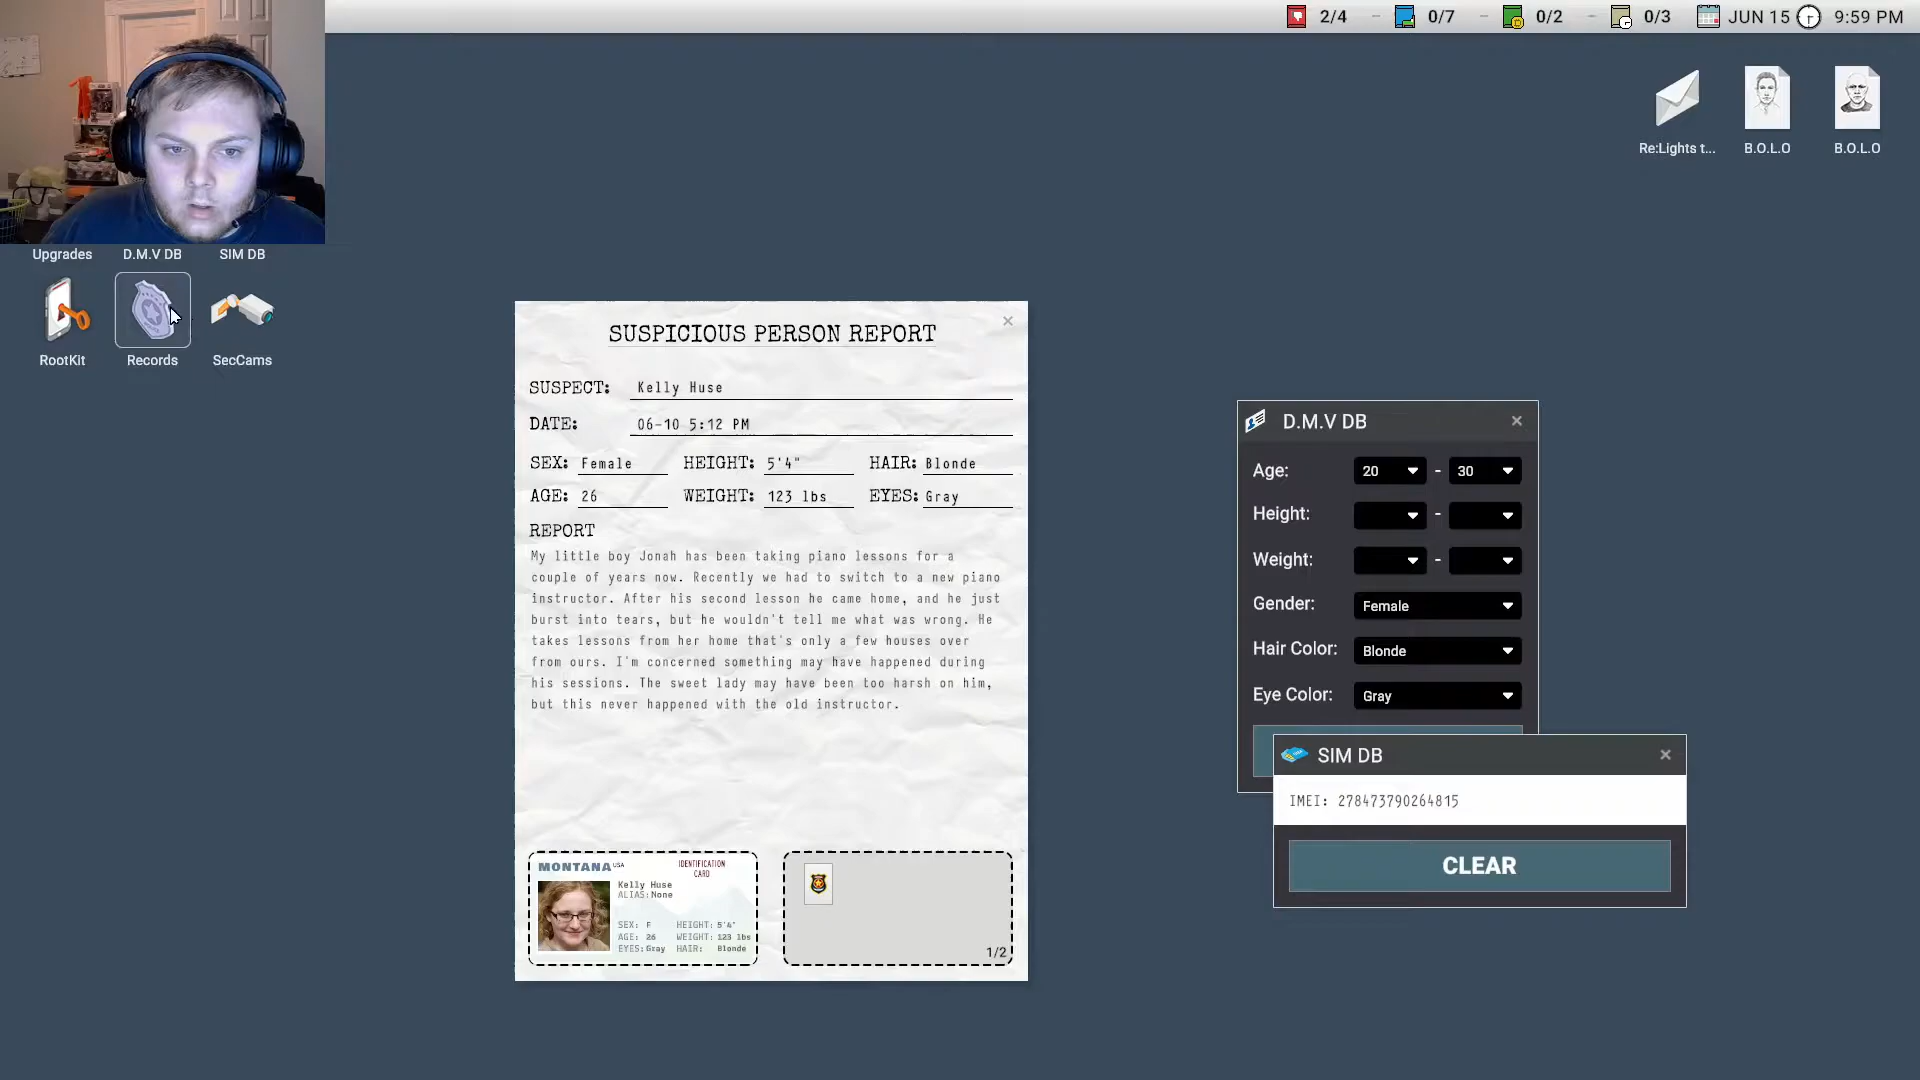 2/4 - 0/7 - 0/2 - 0/3 JUN 15 9:59 PM
Re:Lights t... B.O.L.O B.O.L.O
Upgrades D.M.V DB SIM DB
RootKit Records SecCams
SUSPICIOUS PERSON REPORT
SUSPECT: Kelly Huse
DATE: 06-10 5:12 PM
SEX: Female HEIGHT: 5'4" HAIR: Blonde
AGE: 26 WEIGHT: 123 lbs EYES: Gray
REPORT
My little boy Jonah has been taking piano lessons for a
couple of years now. Recently we had to switch to a new piano
instructor. After his second lesson he came home, and he just
burst into tears, but he wouldn't tell me what was wrong. He
takes lessons from her home that's only a few houses over
from ours. I'm concerned something may have happened during
his sessions. The sweet lady may have been too harsh on him,
but this never happened with the old instructor.
MONTANA USA IDENTIFICATION
CARD
Kelly Huse
ALIAS: None
SEX: F HEIGHT: 5'4"
AGE: 26 WEIGHT: 123 lbs
EYES: Gray HAIR: Blonde
1/2
D.M.V DB
Age: 20 - 30
Height: -
Weight: -
Gender: Female
Hair Color: Blonde
Eye Color: Gray
SIM DB
IMEI: 278473790264815
CLEAR